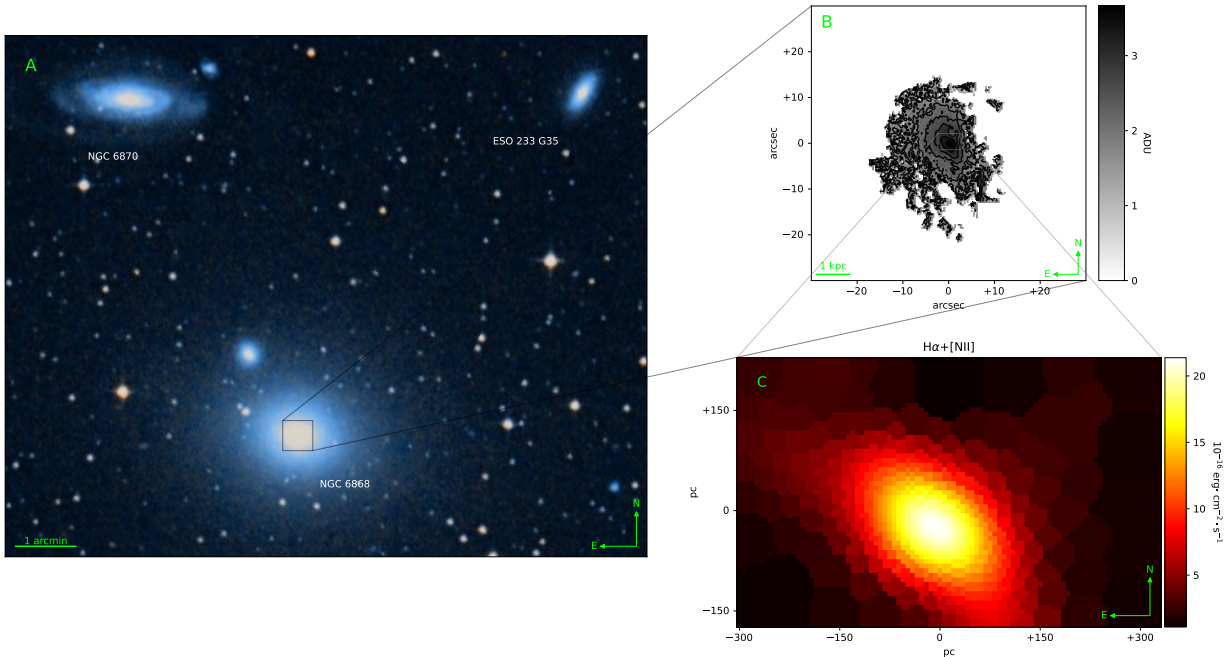 A
NGC 6870
ESO 233 G35
NGC 6868
1 arcmin
N
E
B
+20
+10
0
−10
−20
arcsec
−20
−10
0
+10
+20
arcsec
1 kpc
N
E
3
2
1
0
ADU
Hα+[NII]
C
+150
0
−150
pc
−300
−150
0
+150
+300
pc
N
E
20
15
10
5
10⁻¹⁶ erg· cm⁻²·s⁻¹